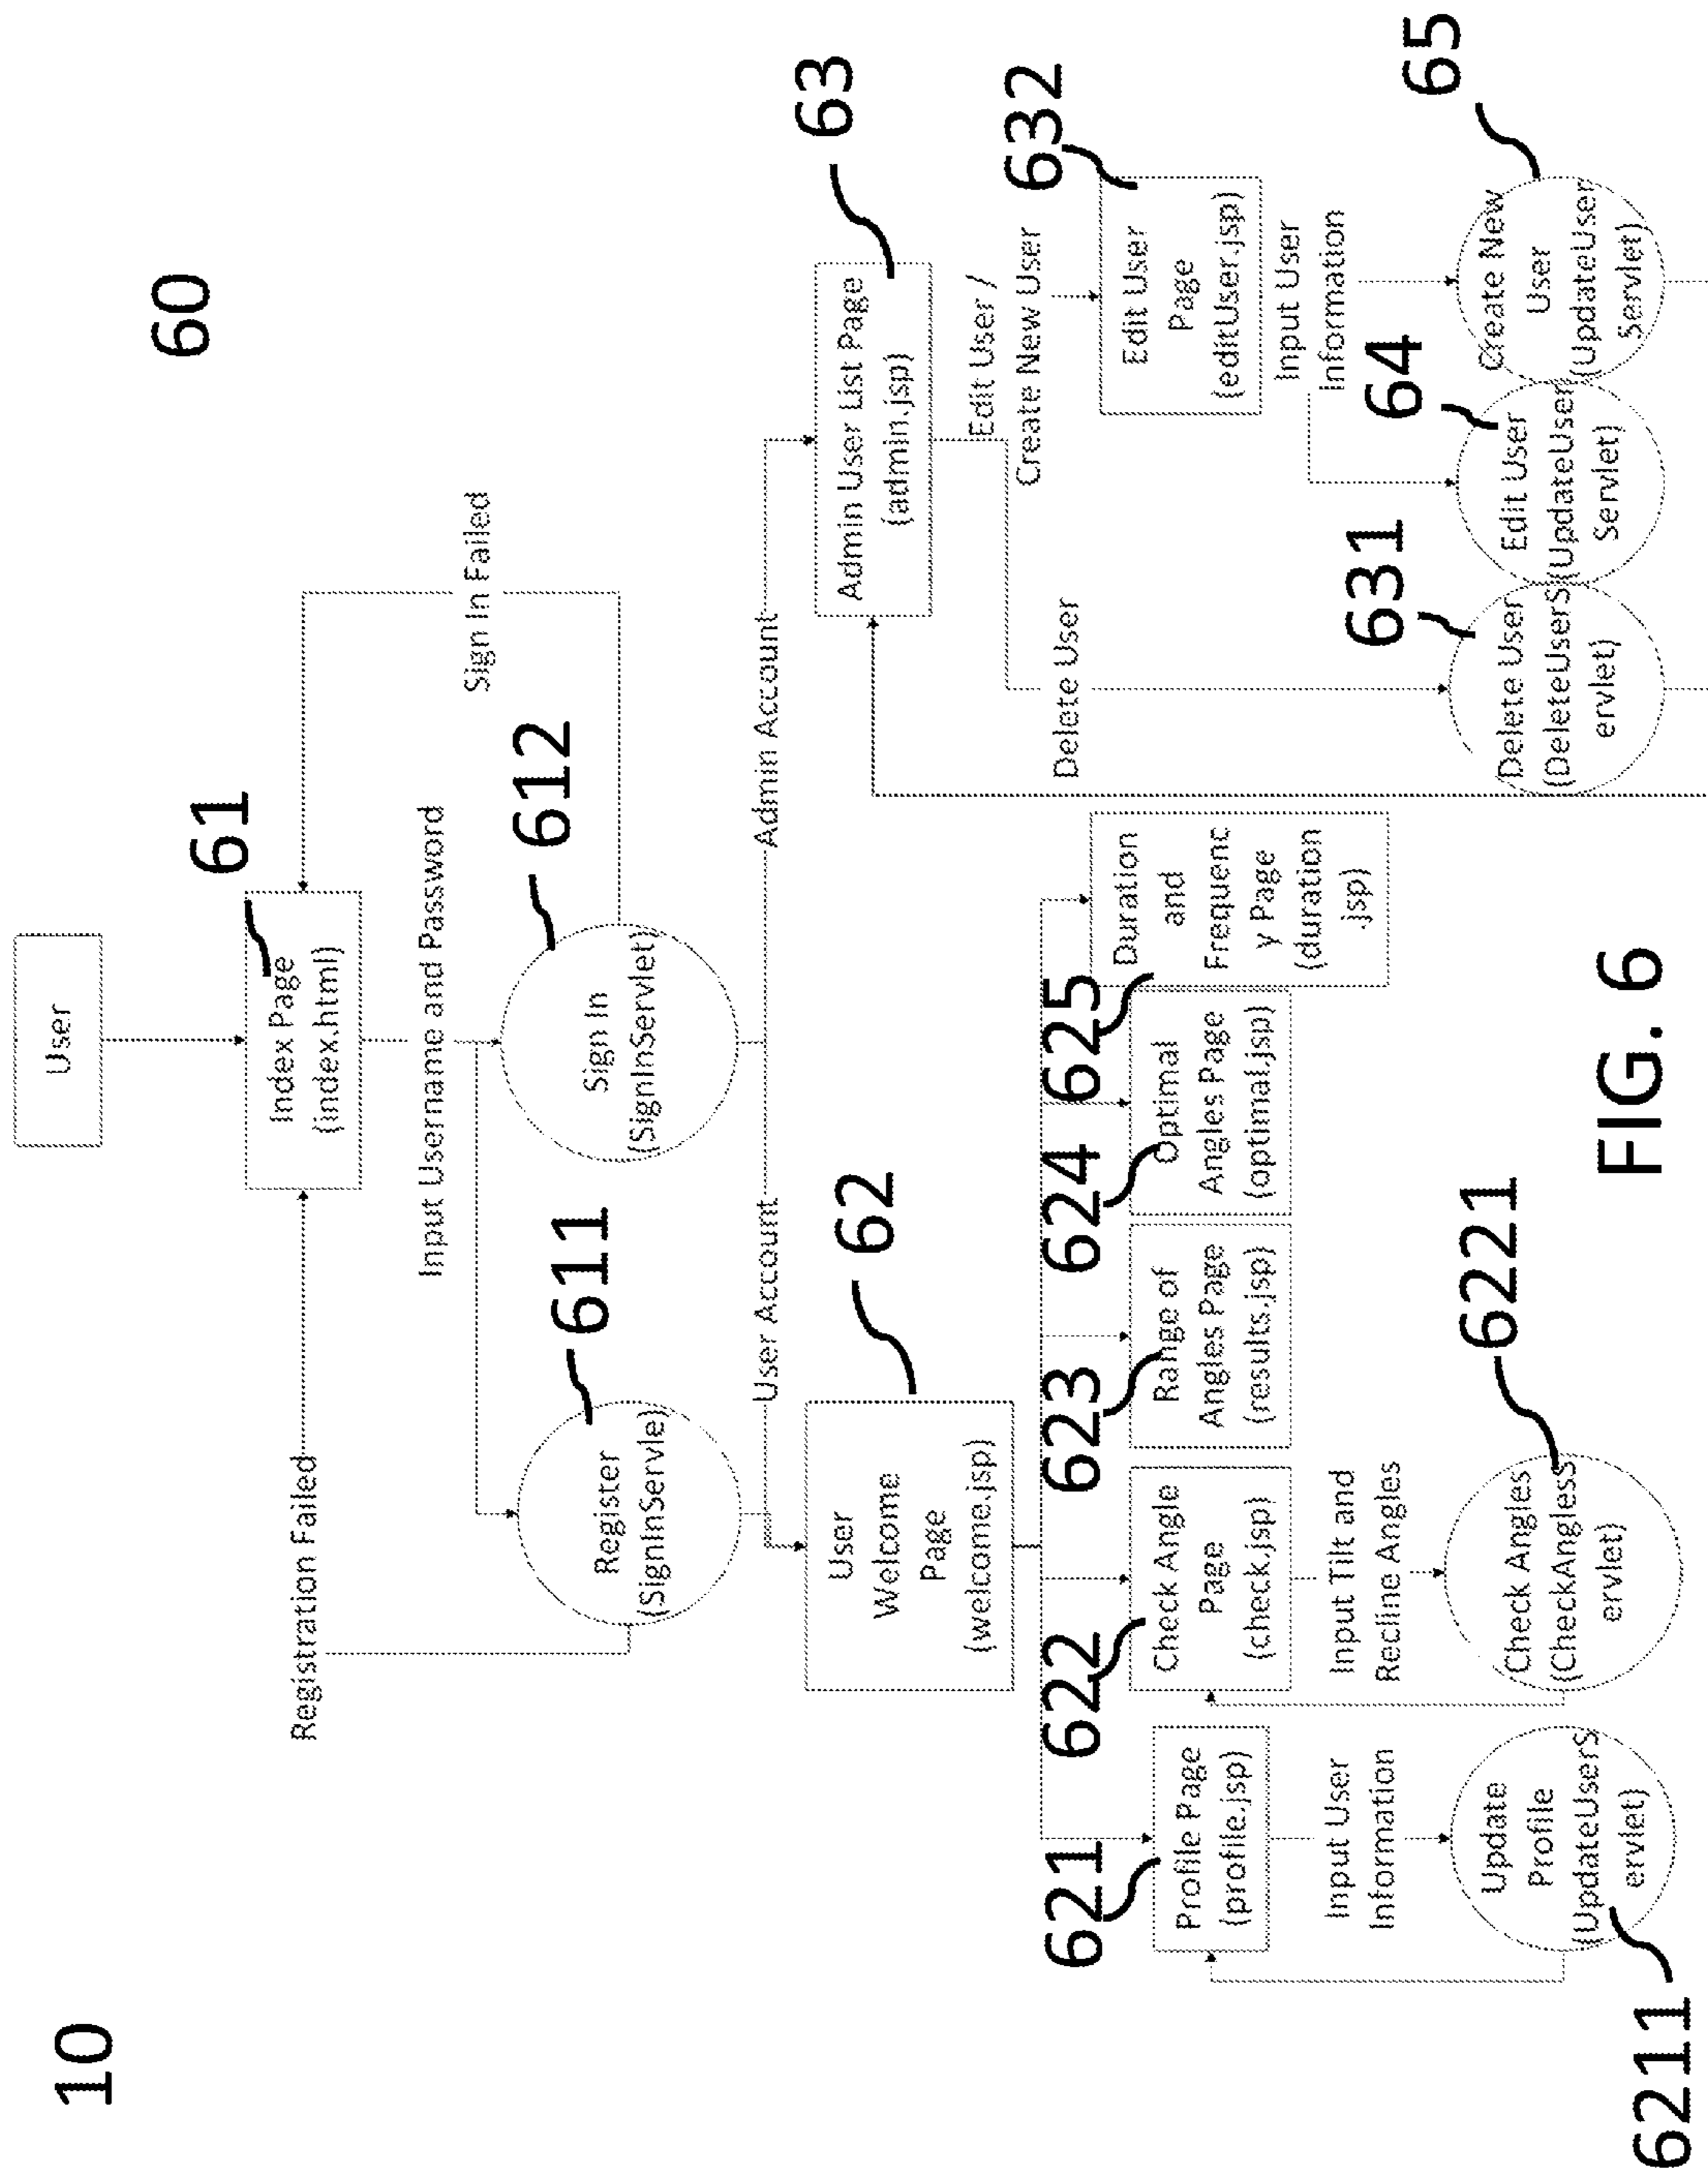 10
60
User
61
Index Page
(index.html)
Registration Failed
Input Username and Password
Sign In Failed
611
612
Register
(SignInServle)
Sign In
(SignInServlet)
User Account
Admin Account
62
63
User
Welcome
Page
(welcome.jsp)
Admin User List Page
(admin.jsp)
Edit User /
Create New User
Delete User
632
Edit User
Page
(editUser.jsp)
Input User
Information
621
622
623
624
625
Profile Page
(profile.jsp)
Check Angle
Page
(check.jsp)
Range of
Angles Page
(results.jsp)
Optimal
Angles Page
(optimal.jsp)
Duration
and
Frequenc
y Page
(duration
.jsp)
Input User
Information
Input Tilt and
Recline Angles
6211
Update
Profile
(UpdateUserS
ervlet)
6221
Check Angles
(CheckAngless
ervlet)
631
Delete User
(DeleteUserS
ervlet)
64
Edit User
(UpdateUser
Servlet)
65
Create New
User
(UpdateUser
Servlet)
FIG. 6